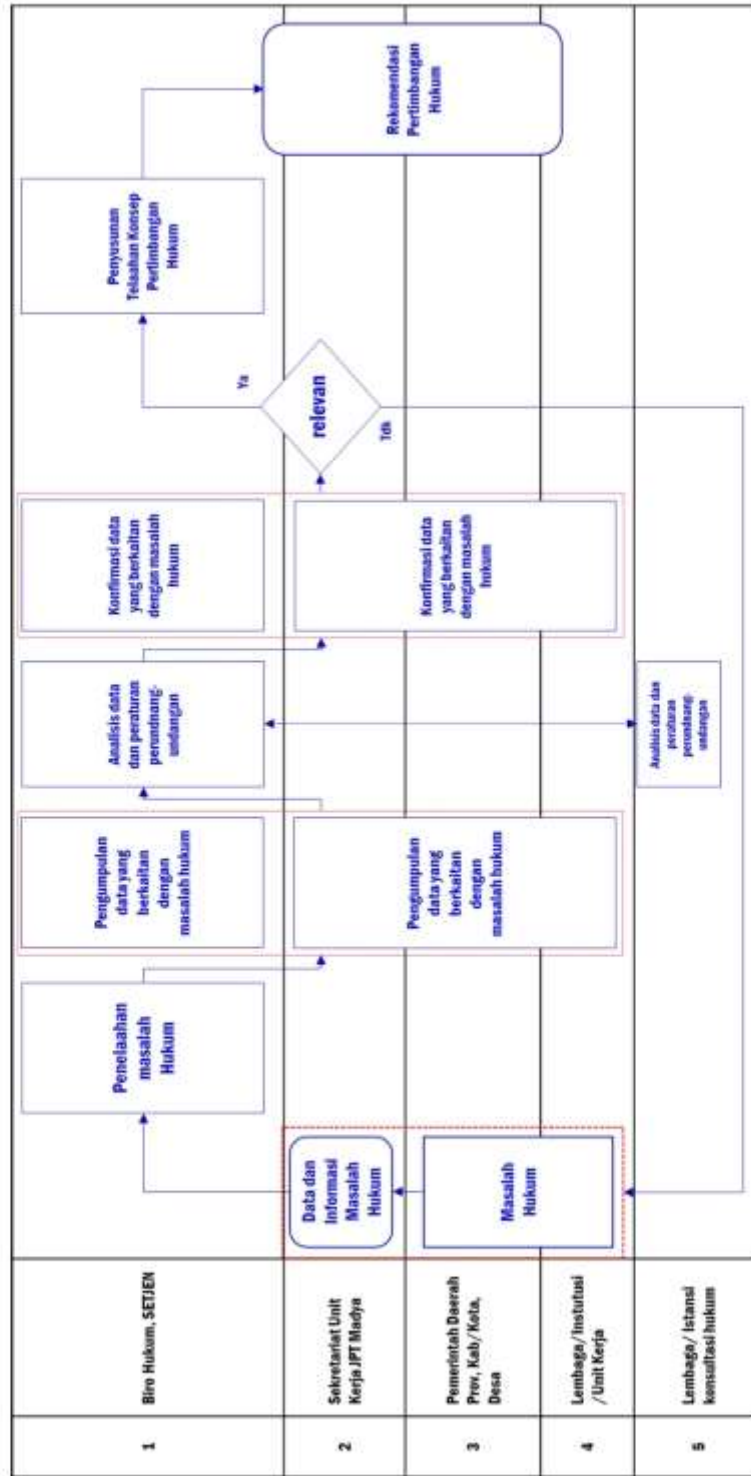 1
Biro Hukum, SETJEN
Penelaahan
masalah
Hukum
Pengumpulan
data yang
berkaitan
dengan
masalah hukum
Analisis data
dan peraturan
perundnang-
undangan
Konfirmasi data
yang berkaitan
dengan masalah
hukum
Ya
Penyusunan
Telaahan Konsep
Pertimbangan
Hukum
2
Sekretariat Unit
Kerja JPT Madya
Data dan
Informasi
Masalah
Hukum
Pengumpulan
data yang
berkaitan
dengan
masalah hukum
Konfirmasi data
yang berkaitan
dengan masalah
hukum
relevan
Tdk
Rekomendasi
Pertimbangan
Hukum
3
Pemerintah Daerah
Prov, Kab/ Kota,
Desa
Masalah
Hukum
4
Lembaga/ Instutusi
/ Unit Kerja
5
Lembaga/ Istansi
konsultasi hukum
Analisis data dan
peraturan
perundnang-
undangan